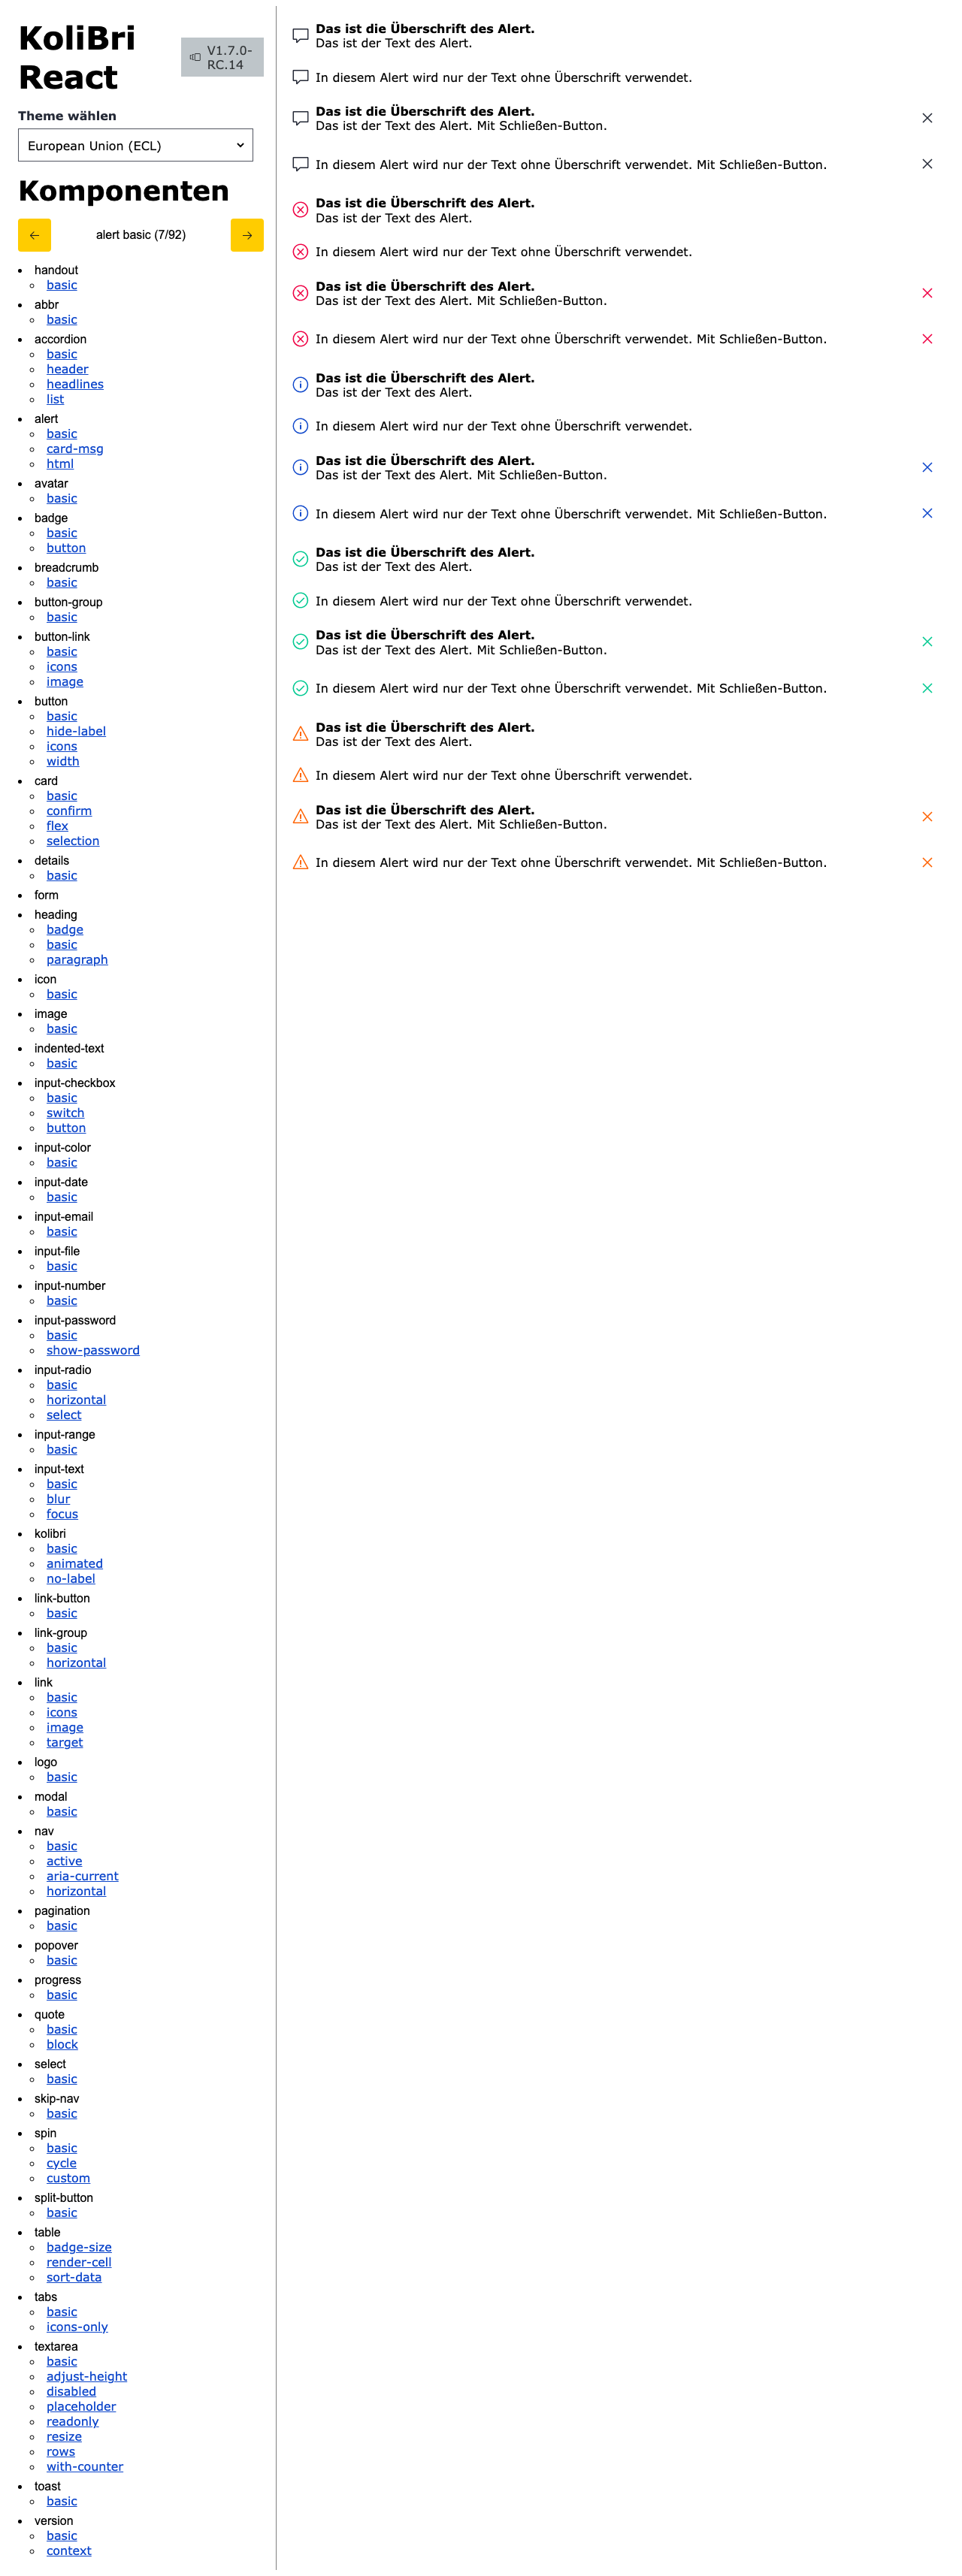 KoliBri
React
V1.7.0-
RC.14
Theme wählen
European Union (ECL)
Komponenten
alert basic (7/92)
handout
basic
abbr
basic
accordion
basic
header
headlines
list
alert
basic
card-msg
html
avatar
basic
badge
basic
button
breadcrumb
basic
button-group
basic
button-link
basic
icons
image
button
basic
hide-label
icons
width
card
basic
confirm
flex
selection
details
basic
form
heading
badge
basic
paragraph
icon
basic
image
basic
indented-text
basic
input-checkbox
basic
switch
button
input-color
basic
input-date
basic
input-email
basic
input-file
basic
input-number
basic
input-password
basic
show-password
input-radio
basic
horizontal
select
input-range
basic
input-text
basic
blur
focus
kolibri
basic
animated
no-label
link-button
basic
link-group
basic
horizontal
link
basic
icons
image
target
logo
basic
modal
basic
nav
basic
active
aria-current
horizontal
pagination
basic
popover
basic
progress
basic
quote
basic
block
select
basic
skip-nav
basic
spin
basic
cycle
custom
split-button
basic
table
badge-size
render-cell
sort-data
tabs
basic
icons-only
textarea
basic
adjust-height
disabled
placeholder
readonly
resize
rows
with-counter
toast
basic
version
basic
context
Das ist die Überschrift des Alert.
Das ist der Text des Alert.
In diesem Alert wird nur der Text ohne Überschrift verwendet.
Das ist die Überschrift des Alert.
Das ist der Text des Alert. Mit Schließen-Button.
In diesem Alert wird nur der Text ohne Überschrift verwendet. Mit Schließen-Button.
Das ist die Überschrift des Alert.
Das ist der Text des Alert.
In diesem Alert wird nur der Text ohne Überschrift verwendet.
Das ist die Überschrift des Alert.
Das ist der Text des Alert. Mit Schließen-Button.
In diesem Alert wird nur der Text ohne Überschrift verwendet. Mit Schließen-Button.
Das ist die Überschrift des Alert.
Das ist der Text des Alert.
In diesem Alert wird nur der Text ohne Überschrift verwendet.
Das ist die Überschrift des Alert.
Das ist der Text des Alert. Mit Schließen-Button.
In diesem Alert wird nur der Text ohne Überschrift verwendet. Mit Schließen-Button.
Das ist die Überschrift des Alert.
Das ist der Text des Alert.
In diesem Alert wird nur der Text ohne Überschrift verwendet.
Das ist die Überschrift des Alert.
Das ist der Text des Alert. Mit Schließen-Button.
In diesem Alert wird nur der Text ohne Überschrift verwendet. Mit Schließen-Button.
Das ist die Überschrift des Alert.
Das ist der Text des Alert.
In diesem Alert wird nur der Text ohne Überschrift verwendet.
Das ist die Überschrift des Alert.
Das ist der Text des Alert. Mit Schließen-Button.
In diesem Alert wird nur der Text ohne Überschrift verwendet. Mit Schließen-Button.